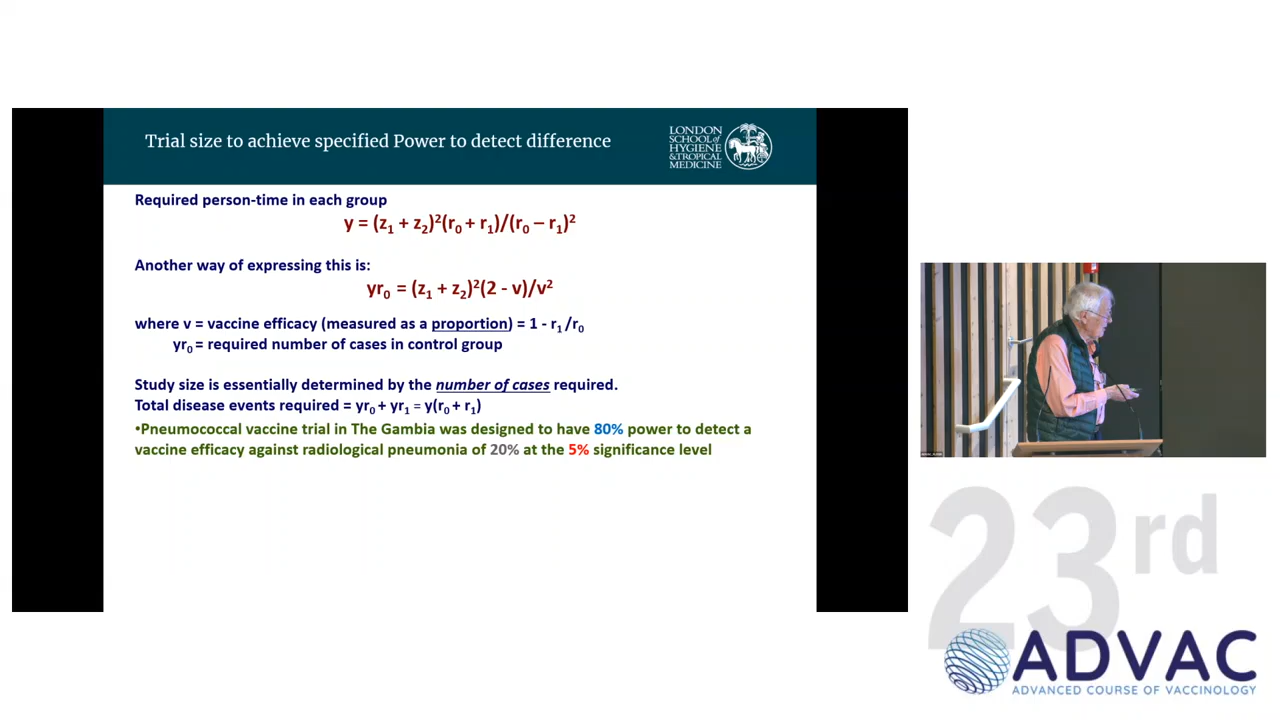 Trial size to achieve specified Power to detect difference
LONDON
SCHOOL of
HYGIENE
& TROPICAL
MEDICINE
Required person-time in each group
y = (z₁ + z₂)²(r₀ + r₁)/(r₀ – r₁)²
Another way of expressing this is:
yr₀ = (z₁ + z₂)²(2 - v)/v²
where v = vaccine efficacy (measured as a proportion) = 1 - r₁/r₀
yr₀ = required number of cases in control group
Study size is essentially determined by the number of cases required.
Total disease events required = yr₀ + yr₁ = y(r₀ + r₁)
•Pneumococcal vaccine trial in The Gambia was designed to have 80% power to detect a
vaccine efficacy against radiological pneumonia of 20% at the 5% significance level
23rd
ADVAC
ADVANCED COURSE OF VACCINOLOGY